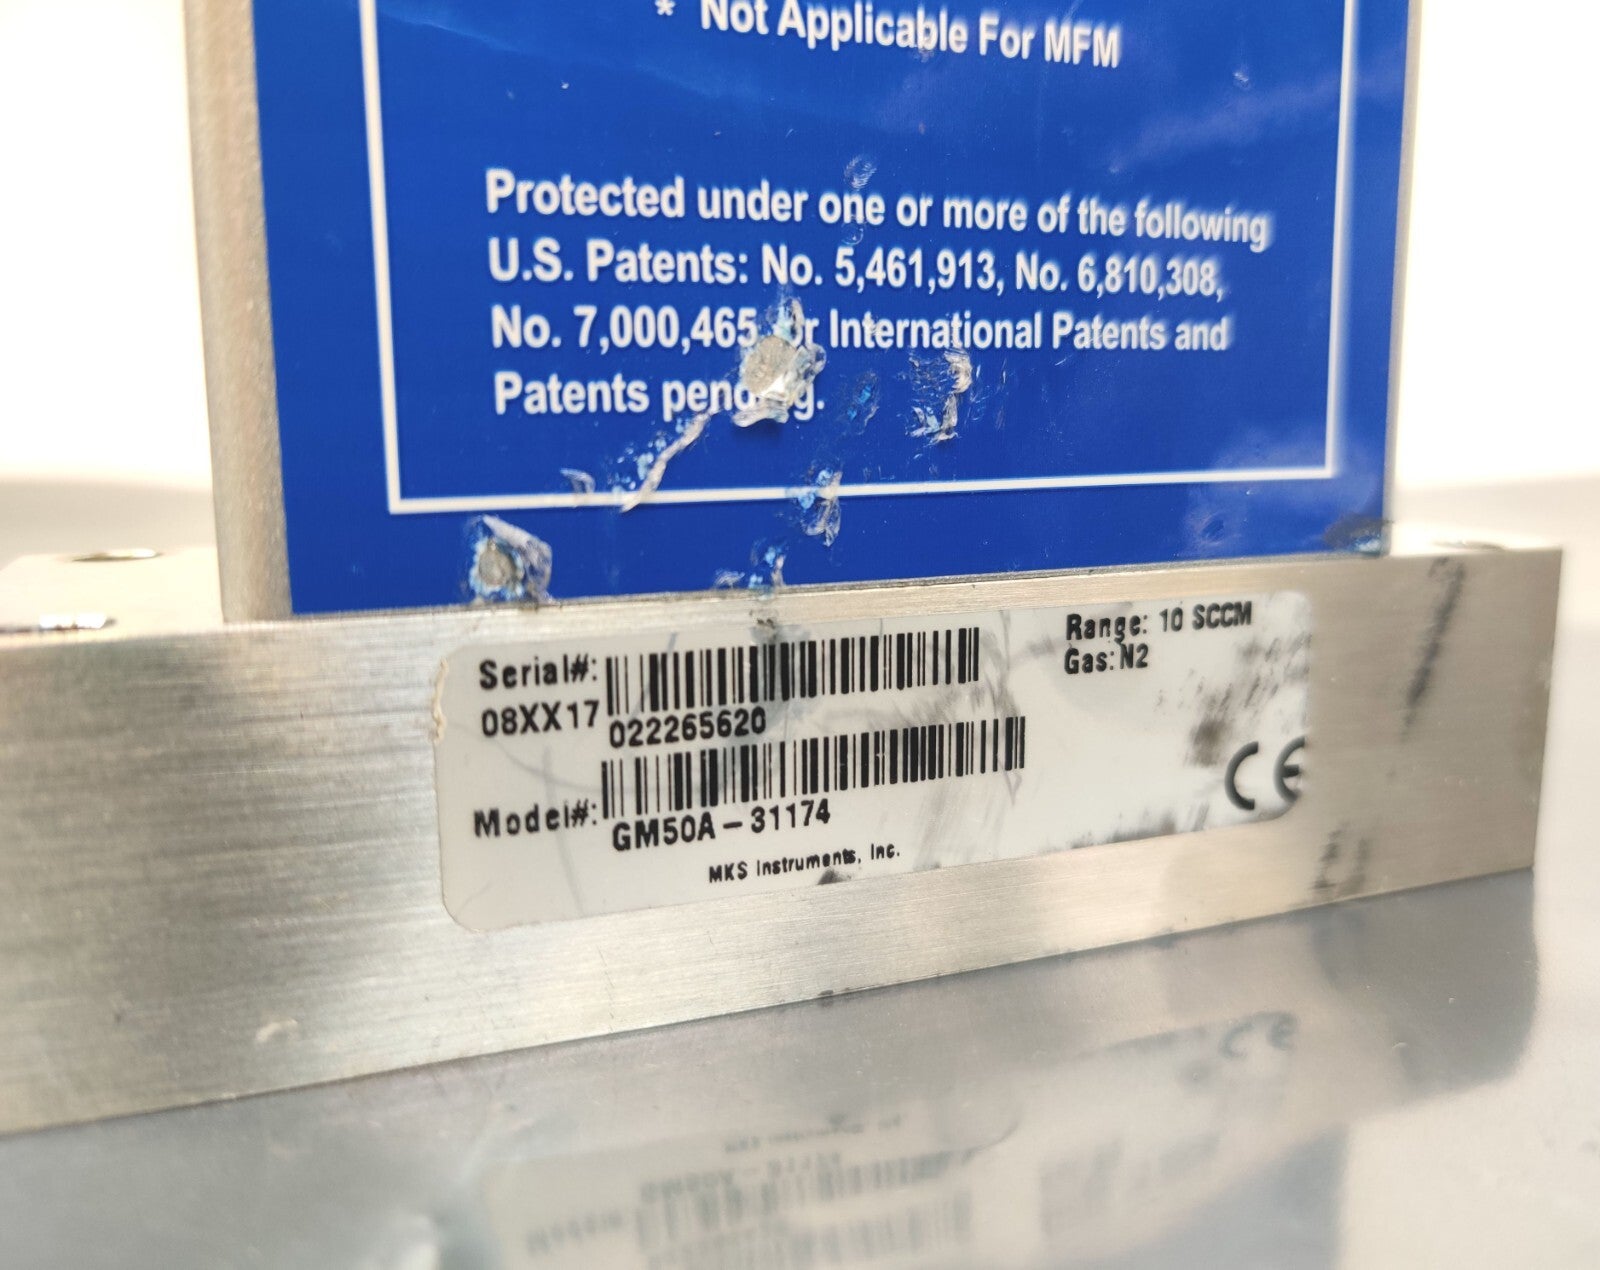 * Not Applicable For MFM
Protected under one or more of the following
U.S. Patents: No. 5,461,913, No. 6,810,308,
No. 7,000,465 or International Patents and
Patents pending.
Serial#:
08XX17 022265620
Range: 10 SCCM
Gas: N2
Model#:
GM50A-31174
MKS Instruments, Inc.
CE